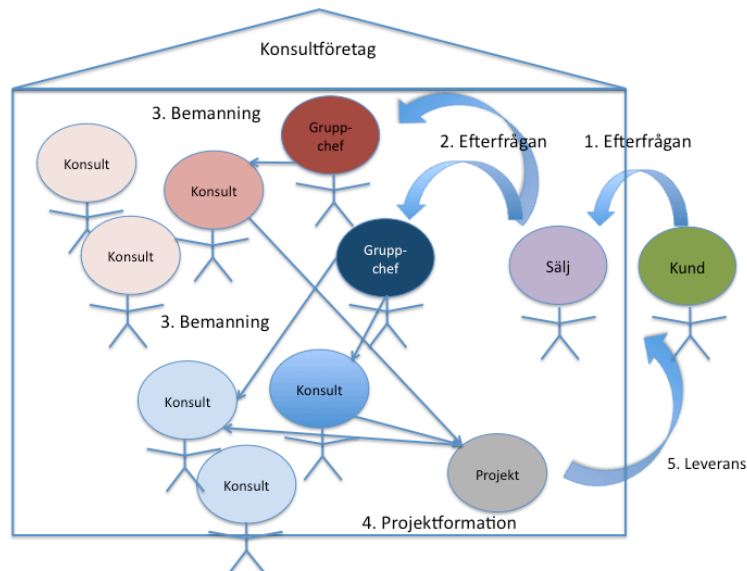 Konsultföretag
3. Bemanning
Grupp-
chef
2. Efterfrågan
1. Efterfrågan
Konsult
Konsult
Konsult
Grupp-
chef
Sälj
Kund
3. Bemanning
Konsult
Konsult
Konsult
Projekt
5. Leverans
4. Projektformation